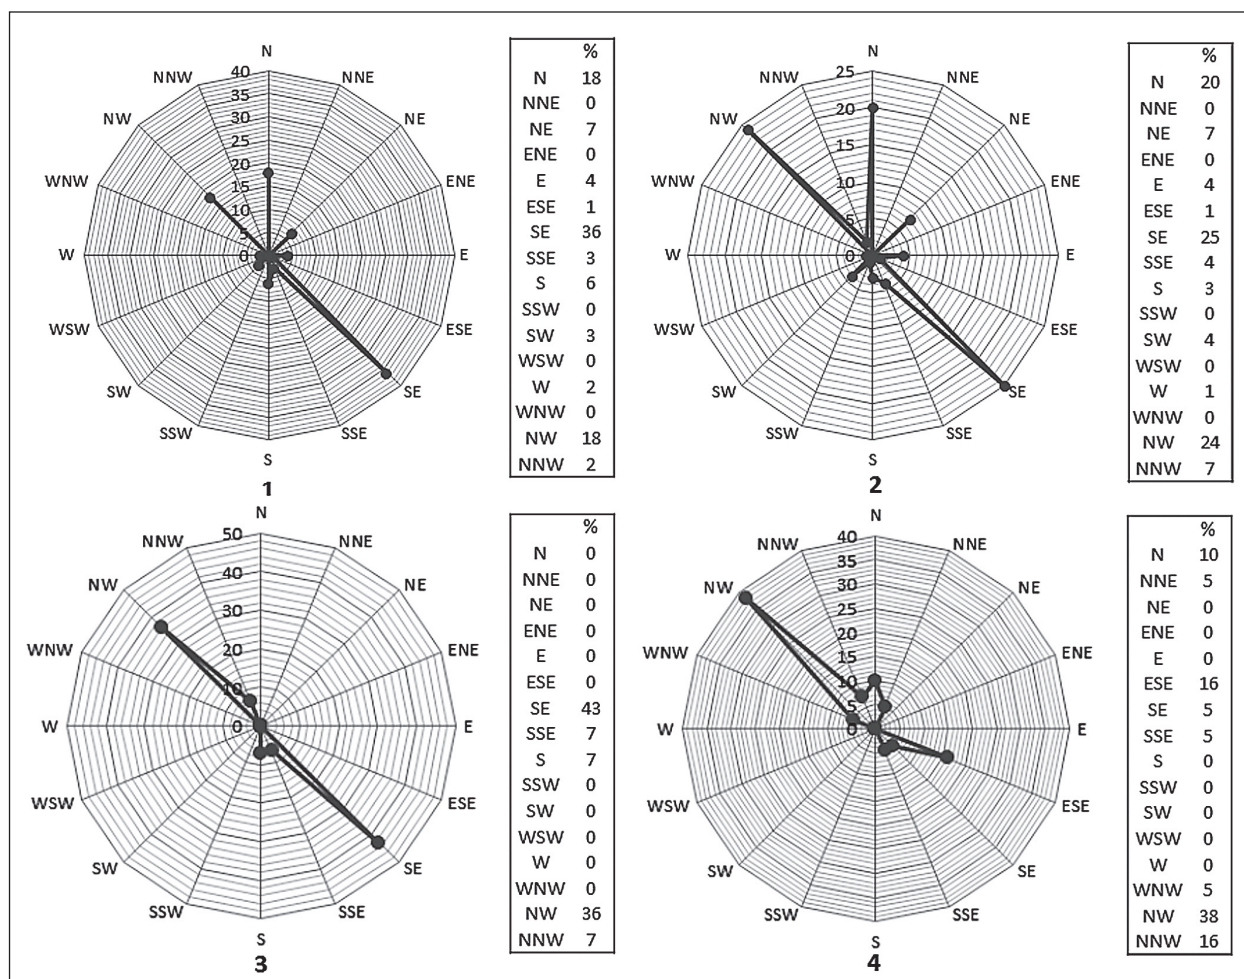 N
NNE
NE
ENE
E
ESE
SE
SSE
S
SSW
SW
WSW
W
WNW
NW
NNW
40
35
30
25
20
15
10
5
0
1
%
N 18
NNE 0
NE 7
ENE 0
E 4
ESE 1
SE 36
SSE 3
S 6
SSW 0
SW 3
WSW 0
W 2
WNW 0
NW 18
NNW 2
N
NNE
NE
ENE
E
ESE
SE
SSE
S
SSW
SW
WSW
W
WNW
NW
NNW
25
20
15
10
5
0
2
%
N 20
NNE 0
NE 7
ENE 0
E 4
ESE 1
SE 25
SSE 4
S 3
SSW 0
SW 4
WSW 0
W 1
WNW 0
NW 24
NNW 7
N
NNE
NE
ENE
E
ESE
SE
SSE
S
SSW
SW
WSW
W
WNW
NW
NNW
50
40
30
20
10
0
3
%
N 0
NNE 0
NE 0
ENE 0
E 0
ESE 0
SE 43
SSE 7
S 7
SSW 0
SW 0
WSW 0
W 0
WNW 0
NW 36
NNW 7
N
NNE
NE
ENE
E
ESE
SE
SSE
S
SSW
SW
WSW
W
WNW
NW
NNW
40
35
30
25
20
15
10
5
0
4
%
N 10
NNE 5
NE 0
ENE 0
E 0
ESE 16
SE 5
SSE 5
S 0
SSW 0
SW 0
WSW 0
W 0
WNW 5
NW 38
NNW 16